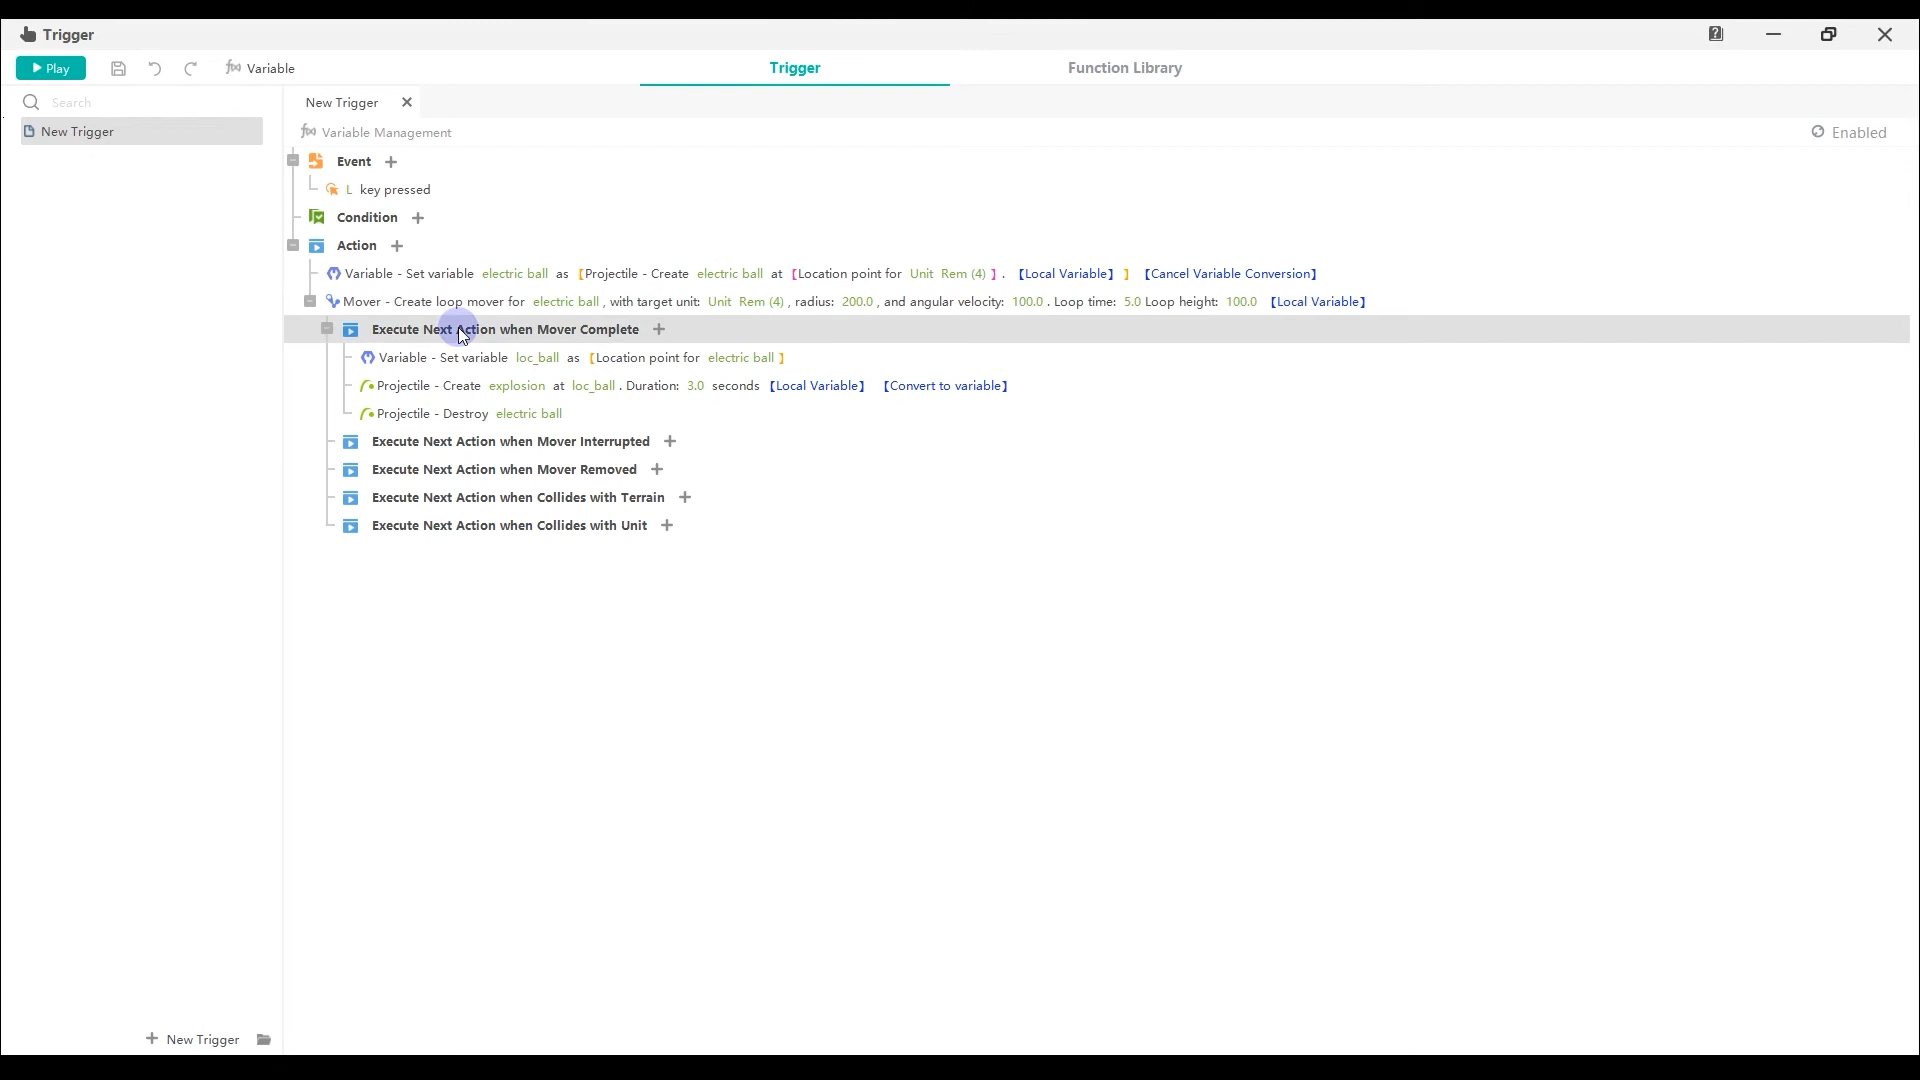 Trigger
Play Variable Trigger Function Library
Search New Trigger
New Trigger
Variable Management Enabled
Event
L key pressed
Condition
Action
Variable - Set variable electric ball as 【Projectile - Create electric ball at 【Location point for Unit Rem (4) 】. 【Local Variable】 】 【Cancel Variable Conversion】
Mover - Create loop mover for electric ball , with target unit: Unit Rem (4) , radius: 200.0 , and angular velocity: 100.0 . Loop time: 5.0 Loop height: 100.0 【Local Variable】
Execute Next Action when Mover Complete
Variable - Set variable loc_ball as 【Location point for electric ball 】
Projectile - Create explosion at loc_ball . Duration: 3.0 seconds 【Local Variable】 【Convert to variable】
Projectile - Destroy electric ball
Execute Next Action when Mover Interrupted
Execute Next Action when Mover Removed
Execute Next Action when Collides with Terrain
Execute Next Action when Collides with Unit
New Trigger